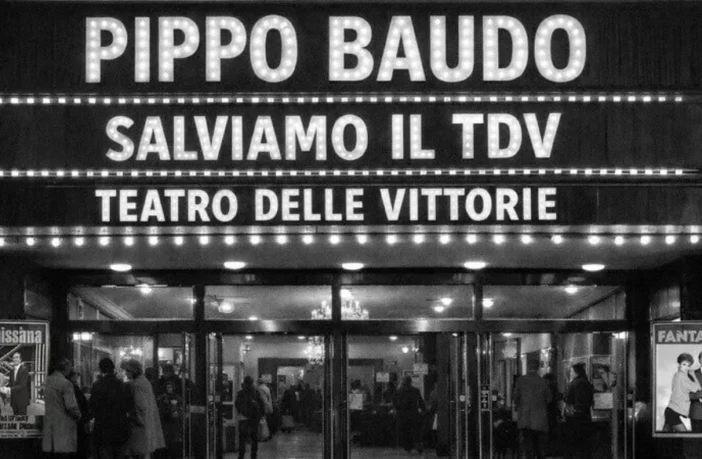 PIPPO BAUDO
SALVIAMO IL TDV
TEATRO DELLE VITTORIE
FANTA